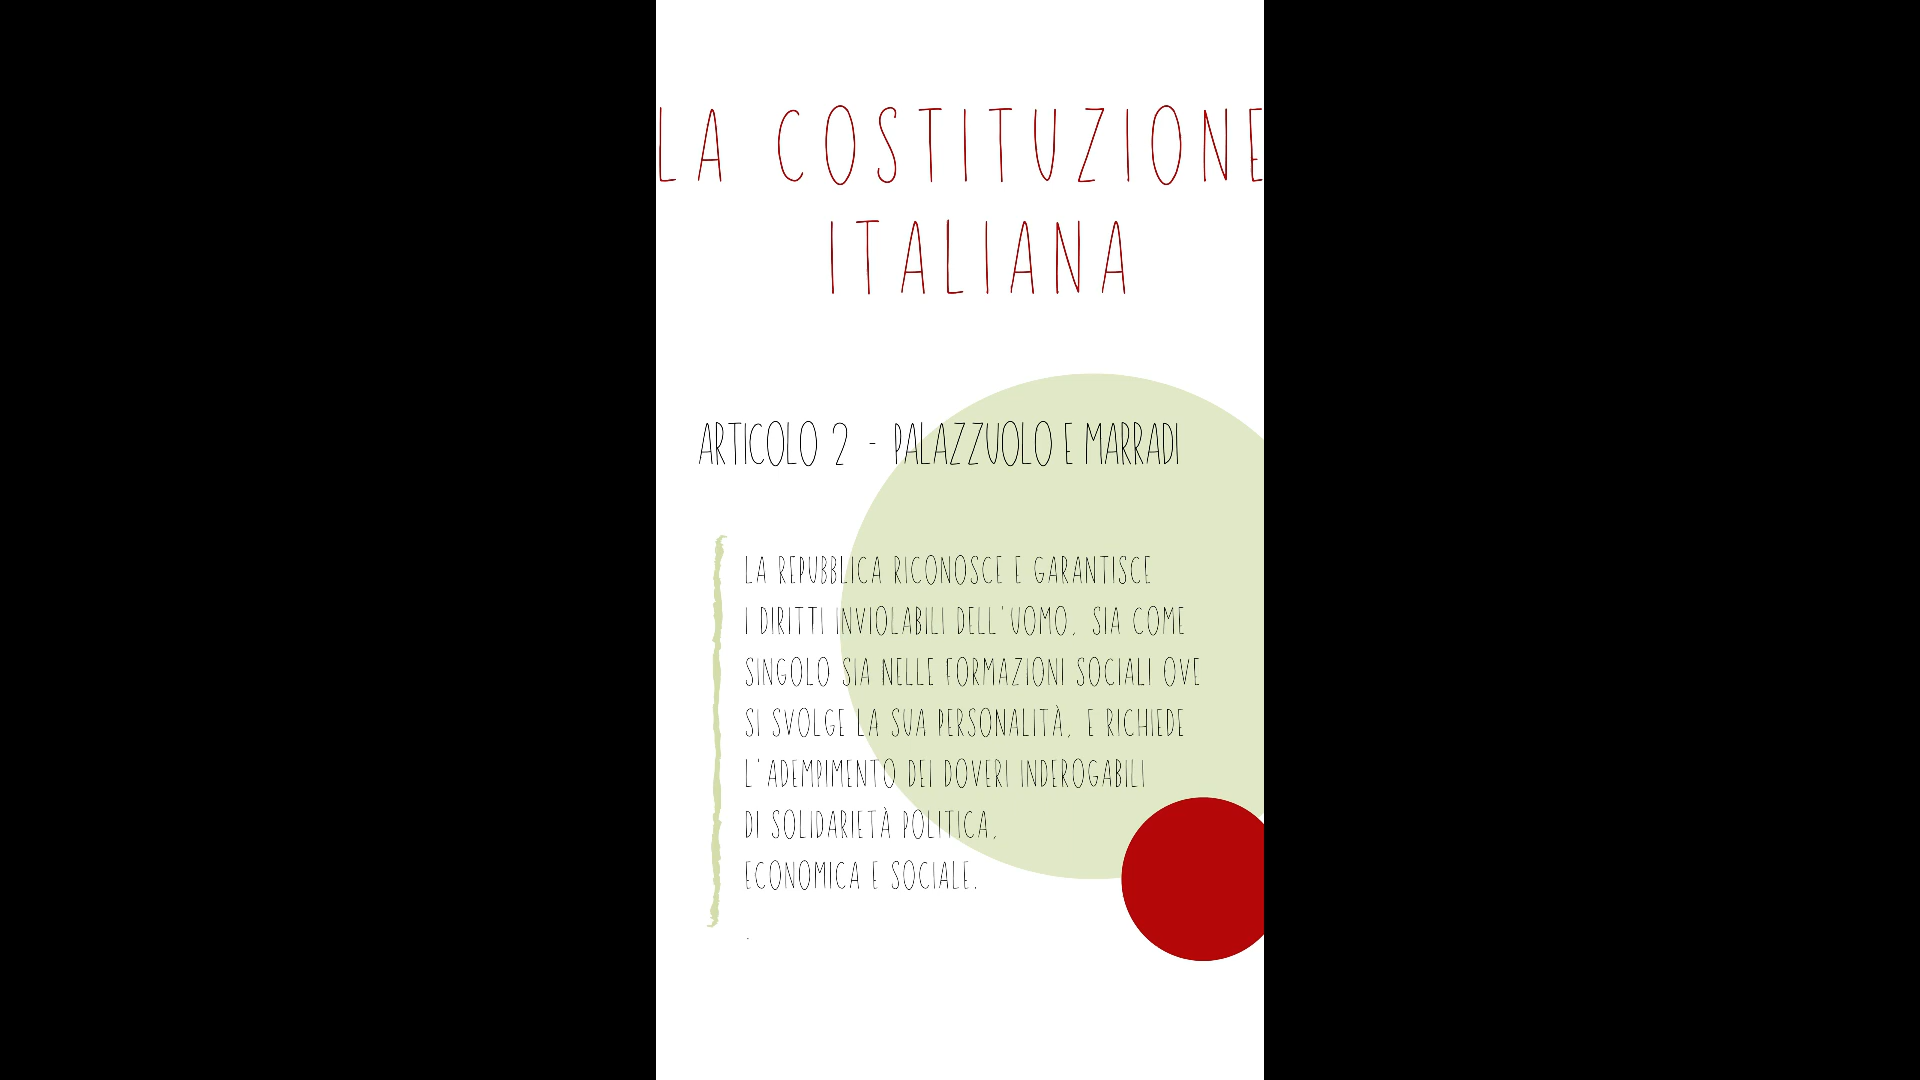 LA COSTITUZIONE
ITALIANA
ARTICOLO 2 - PALAZZUOLO E MARRADI
LA REPUBBLICA RICONOSCE E GARANTISCE
I DIRITTI INVIOLABILI DELL'UOMO, SIA COME
SINGOLO SIA NELLE FORMAZIONI SOCIALI OVE
SI SVOLGE LA SUA PERSONALITÀ, E RICHIEDE
L'ADEMPIMENTO DEI DOVERI INDEROGABILI
DI SOLIDARIETÀ POLITICA,
ECONOMICA E SOCIALE.
.